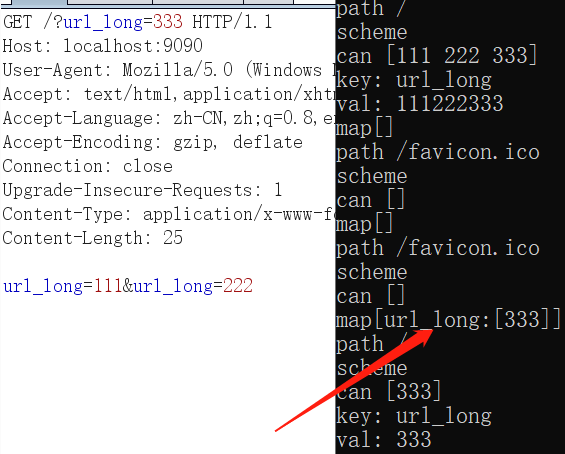 GET /?url_long=333 HTTP/1.1
Host: localhost:9090
User-Agent: Mozilla/5.0 (Windows
Accept: text/html,application/xht
Accept-Language: zh-CN,zh;q=0.8,e
Accept-Encoding: gzip, deflate
Connection: close
Upgrade-Insecure-Requests: 1
Content-Type: application/x-www-f
Content-Length: 25
url_long=111&url_long=222
path /
scheme
can [111 222 333]
key: url_long
val: 111222333
map[]
path /favicon.ico
scheme
can []
map[]
path /favicon.ico
scheme
can []
map[url_long:[333]]
path /
scheme
can [333]
key: url_long
val: 333